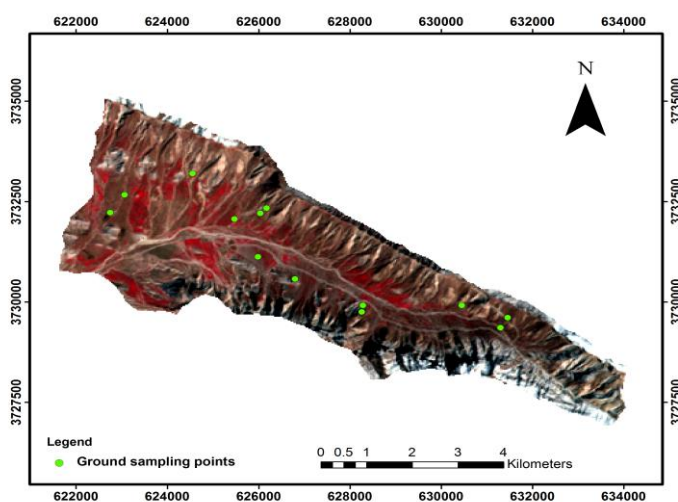 622000 624000 626000 628000 630000 632000 634000
N
3735000 3735000
3732500 3732500
3730000 3730000
3727500 3727500
Legend
Ground sampling points
0 0.5 1 2 3 4
Kilometers
622000 624000 626000 628000 630000 632000 634000